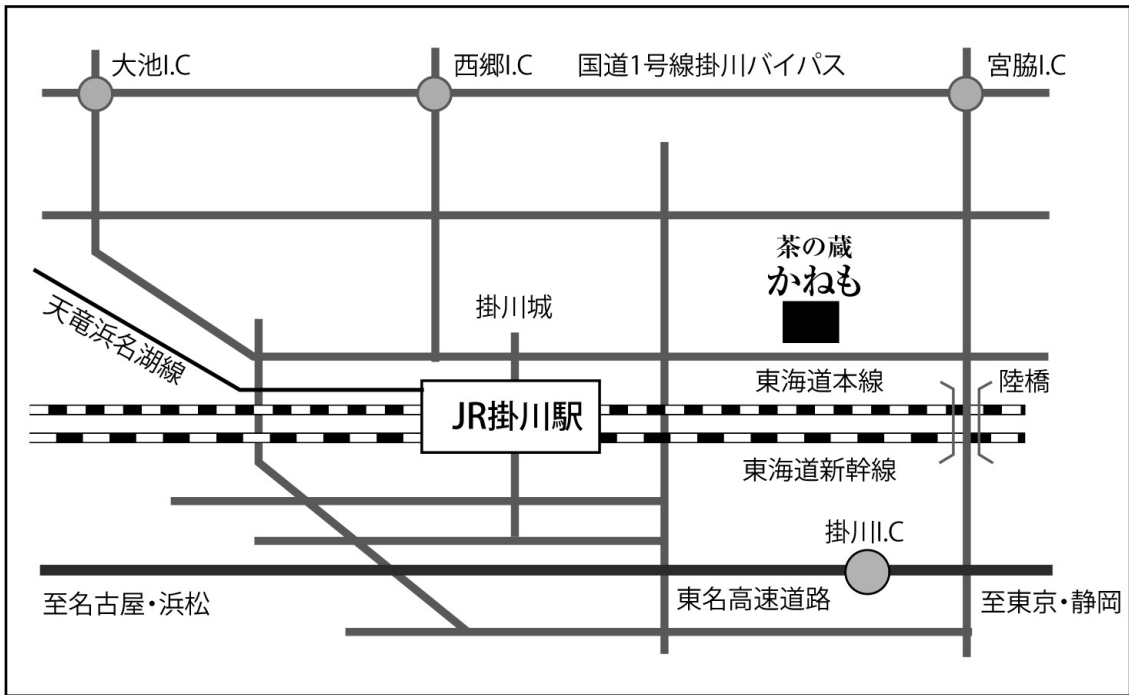 大池I.C
西郷I.C
国道1号線掛川バイパス
宮脇I.C
茶の蔵
かねも
掛川城
天竜浜名湖線
東海道本線
陸橋
JR掛川駅
東海道新幹線
掛川I.C
至名古屋・浜松
東名高速道路
至東京・静岡